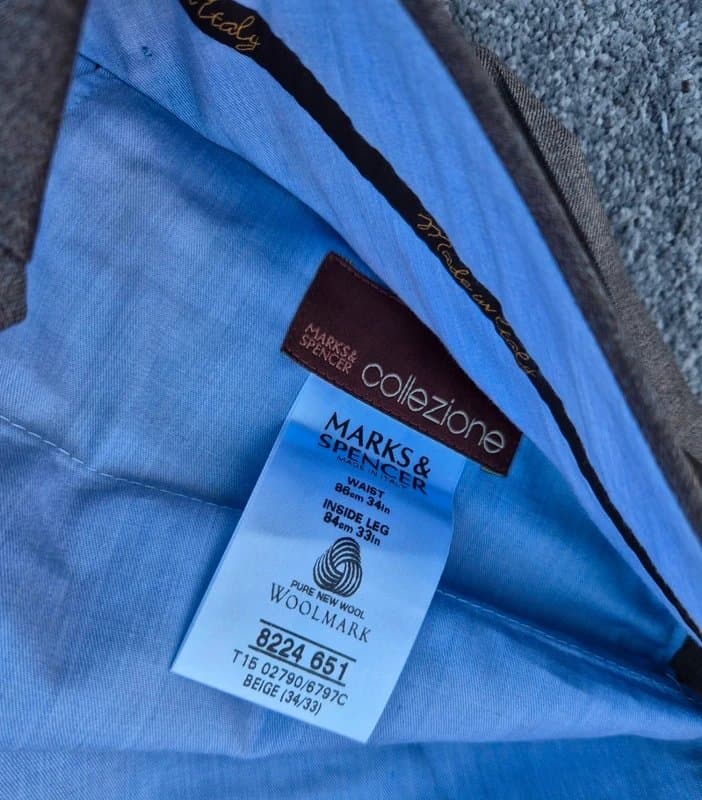 Italy
Made in Italy
MARKS &
SPENCER
collezione
MARKS &
SPENCER
MADE IN ITALY
WAIST
86cm 34in
INSIDE LEG
84cm 33in
PURE NEW WOOL
WOOLMARK
8224 651
T15 02790/6797C
BEIGE (34/33)